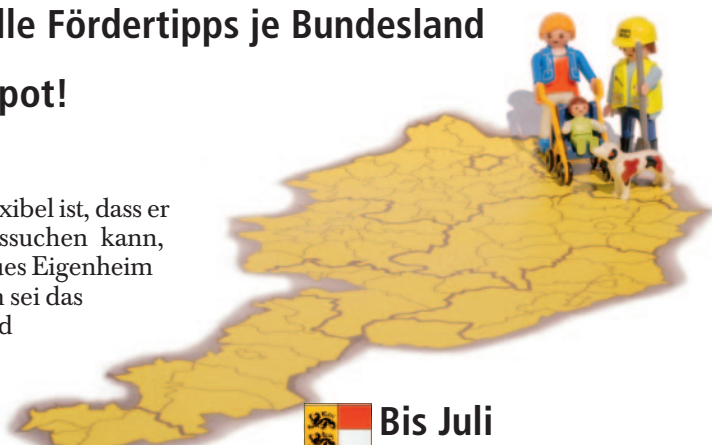 lle Fördertipps je Bundesland
pot!
xibel ist, dass er
ssuchen kann,
ues Eigenheim
n sei das
d
Bis Juli